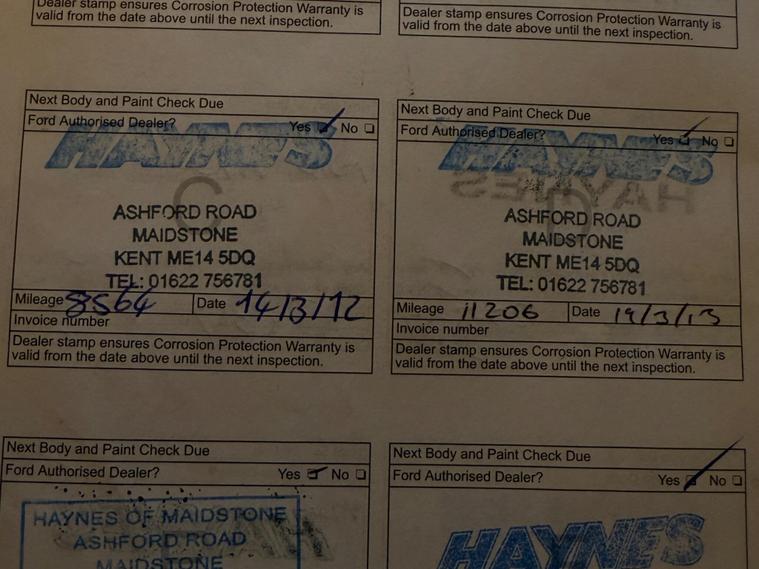 Dealer stamp ensures Corrosion Protection Warranty is
valid from the date above until the next inspection.
Dealer stamp ensures Corrosion Protection Warranty is
valid from the date above until the next inspection.
Next Body and Paint Check Due
Ford Authorised Dealer? Yes No
HAYNES
ASHFORD ROAD
MAIDSTONE
KENT ME14 5DQ
TEL: 01622 756781
Mileage 8564 Date 14/3/12
Invoice number
Dealer stamp ensures Corrosion Protection Warranty is
valid from the date above until the next inspection.
Next Body and Paint Check Due
Ford Authorised Dealer? Yes No
HAYNES
HAYNES
ASHFORD ROAD
MAIDSTONE
KENT ME14 5DQ
TEL: 01622 756781
Mileage 11206 Date 19/3/13
Invoice number
Dealer stamp ensures Corrosion Protection Warranty is
valid from the date above until the next inspection.
Next Body and Paint Check Due
Ford Authorised Dealer? Yes No
HAYNES OF MAIDSTONE
ASHFORD ROAD
MAIDSTONE
Next Body and Paint Check Due
Ford Authorised Dealer? Yes No
HAYNES